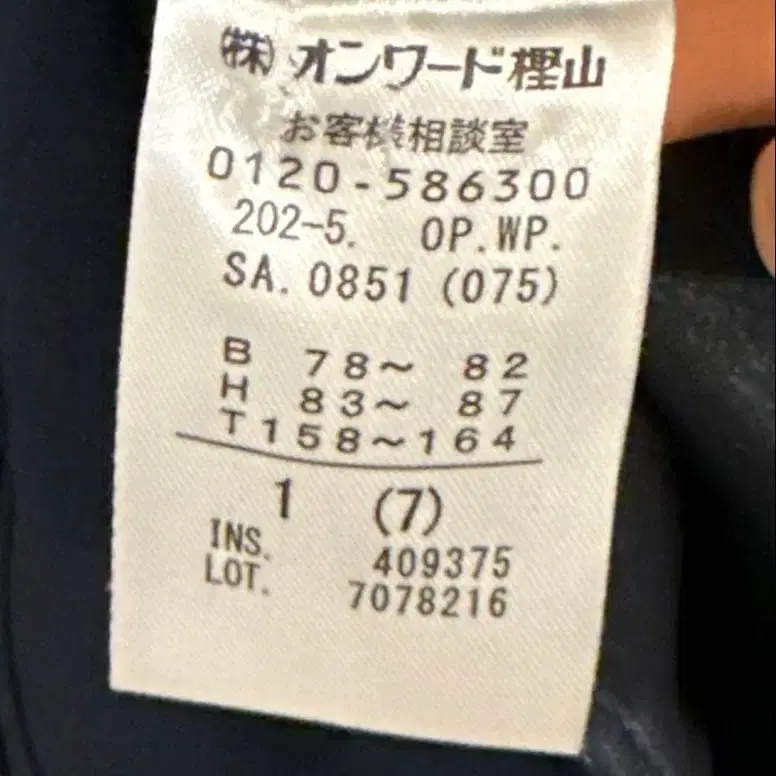 ㈱オンワード樫山
お客様相談室
0120-586300
202-5. OP.WP.
SA.0851 (075)
B 78～ 82
H 83～ 87
T158～164
1 (7)
INS. 409375
LOT. 7078216